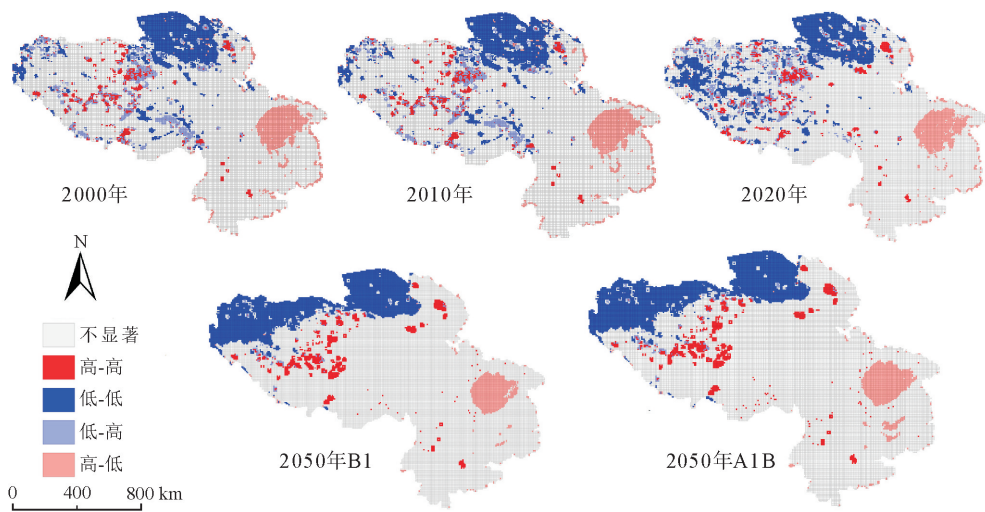 2000年
2010年
2020年
N
不显著
高-高
低-低
低-高
高-低
0 400 800 km
2050年B1
2050年A1B